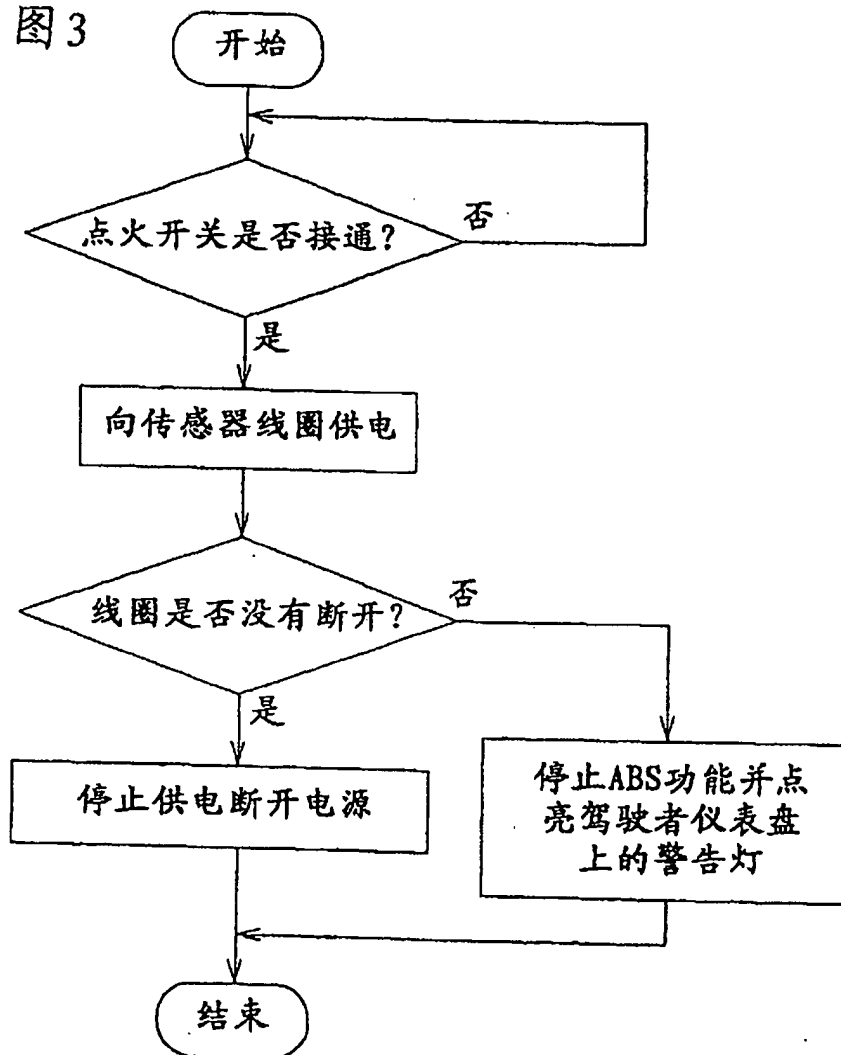 图3
开始
点火开关是否接通?
否
是
向传感器线圈供电
线圈是否没有断开?
否
是
停止供电断开电源
停止ABS功能并点
亮驾驶者仪表盘
上的警告灯
结束